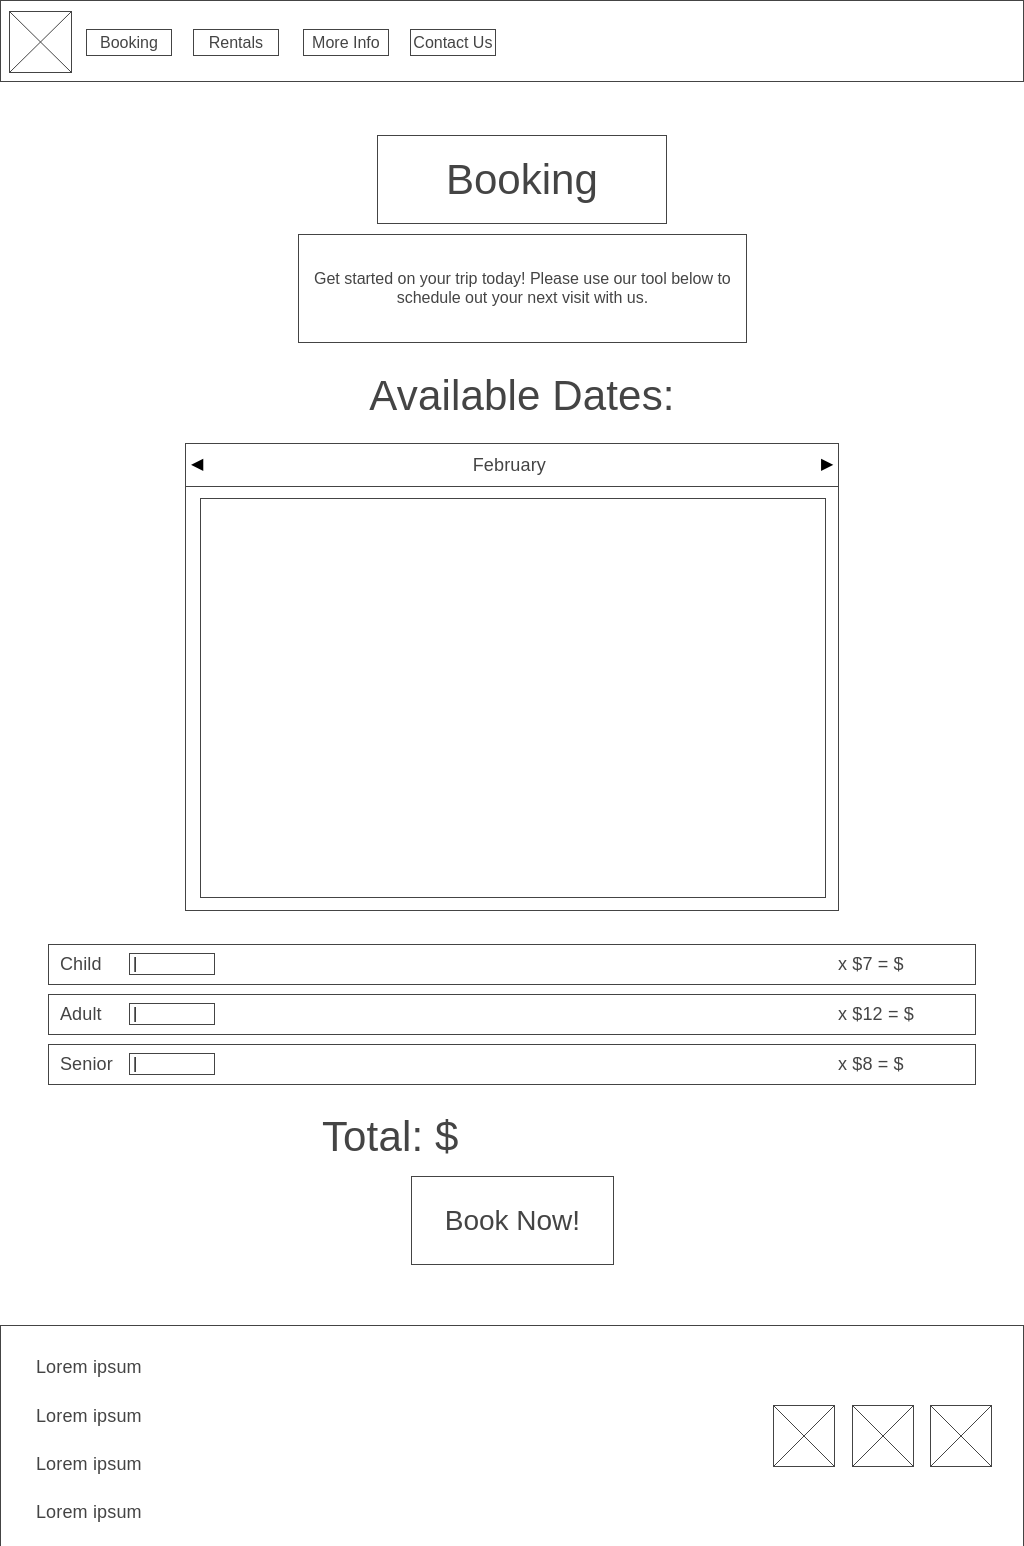 Booking Rentals More Info Contact Us
Booking
Get started on your trip today! Please use our tool below to
schedule out your next visit with us.
Available Dates:
◀ February ▶
Child x $7 = $
Adult x $12 = $
Senior x $8 = $
Total: $
Book Now!
Lorem ipsum
Lorem ipsum
Lorem ipsum
Lorem ipsum